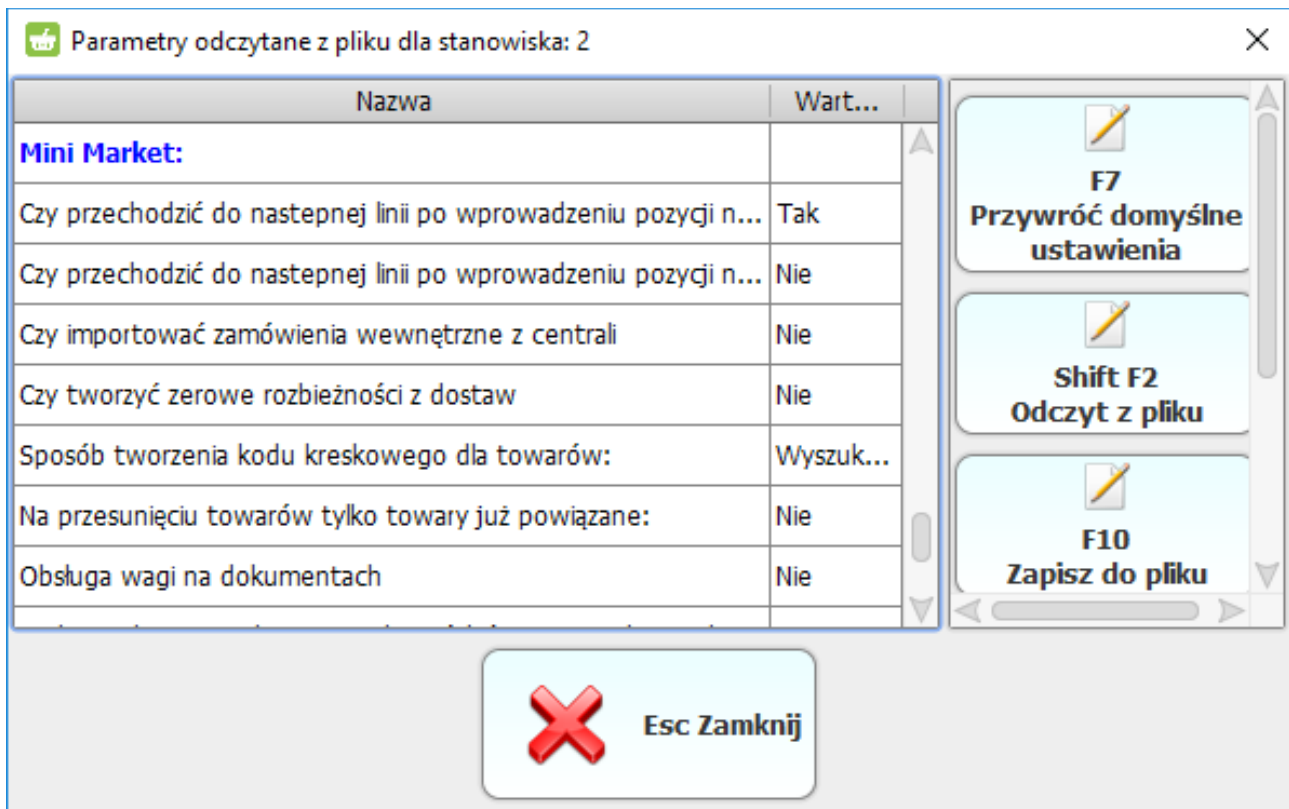 Parametry odczytane z pliku dla stanowiska: 2
Nazwa Wart...
Mini Market:
Czy przechodzić do nastepnej linii po wprowadzeniu pozycji n... Tak
Czy przechodzić do nastepnej linii po wprowadzeniu pozycji n... Nie
Czy importować zamówienia wewnętrzne z centrali Nie
Czy tworzyć zerowe rozbieżności z dostaw Nie
Sposób tworzenia kodu kreskowego dla towarów: Wyszuk...
Na przesunięciu towarów tylko towary już powiązane: Nie
Obsługa wagi na dokumentach Nie
F7
Przywróć domyślne
ustawienia
Shift F2
Odczyt z pliku
F10
Zapisz do pliku
Esc Zamknij